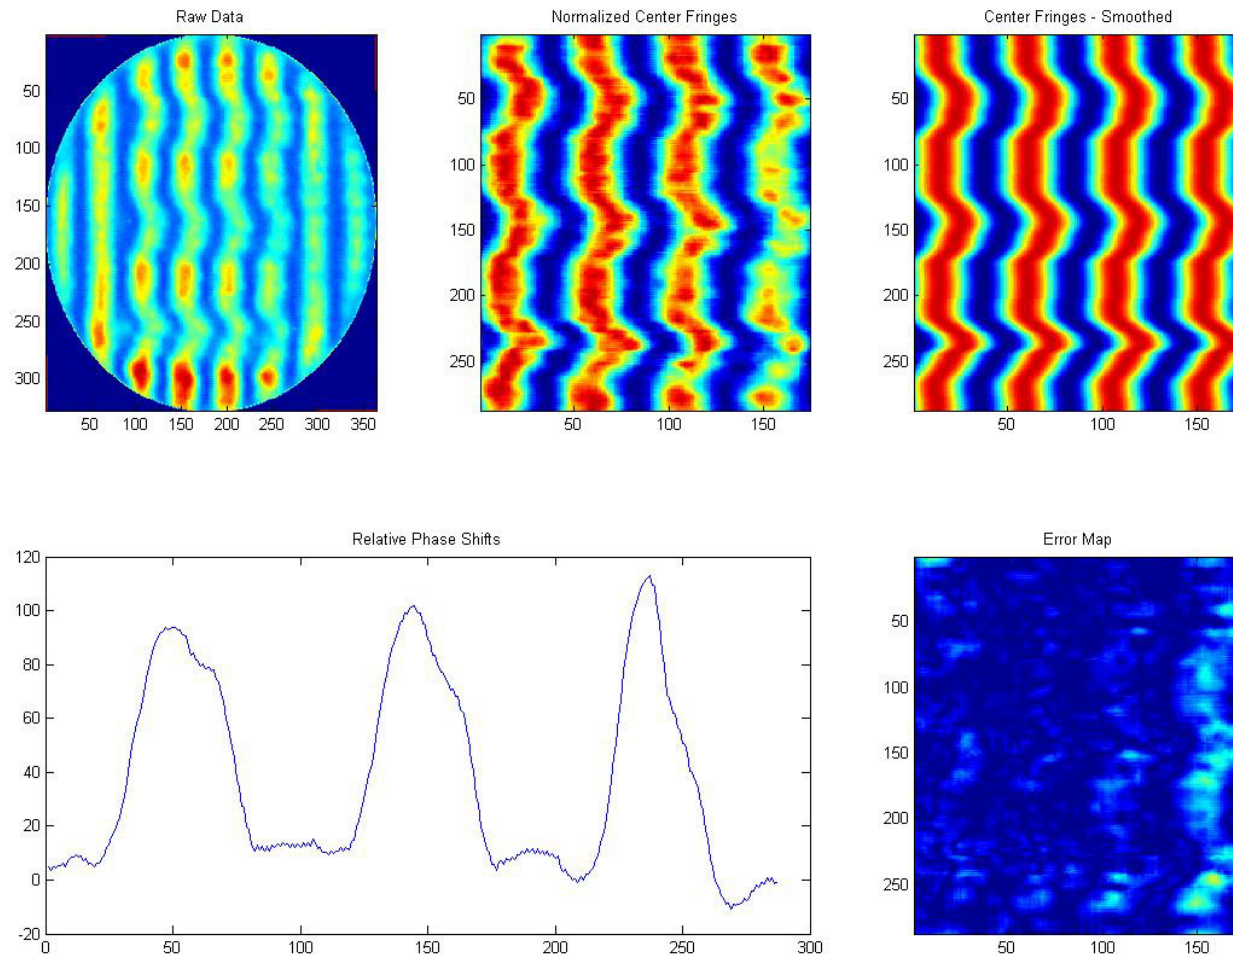 Raw Data
50
100
150
200
250
300
50 100 150 200 250 300 350
Normalized Center Fringes
50
100
150
200
250
50 100 150
Center Fringes - Smoothed
50
100
150
200
250
50 100 150
Relative Phase Shifts
120
100
80
60
40
20
0
-20
0 50 100 150 200 250 300
Error Map
50
100
150
200
250
50 100 150